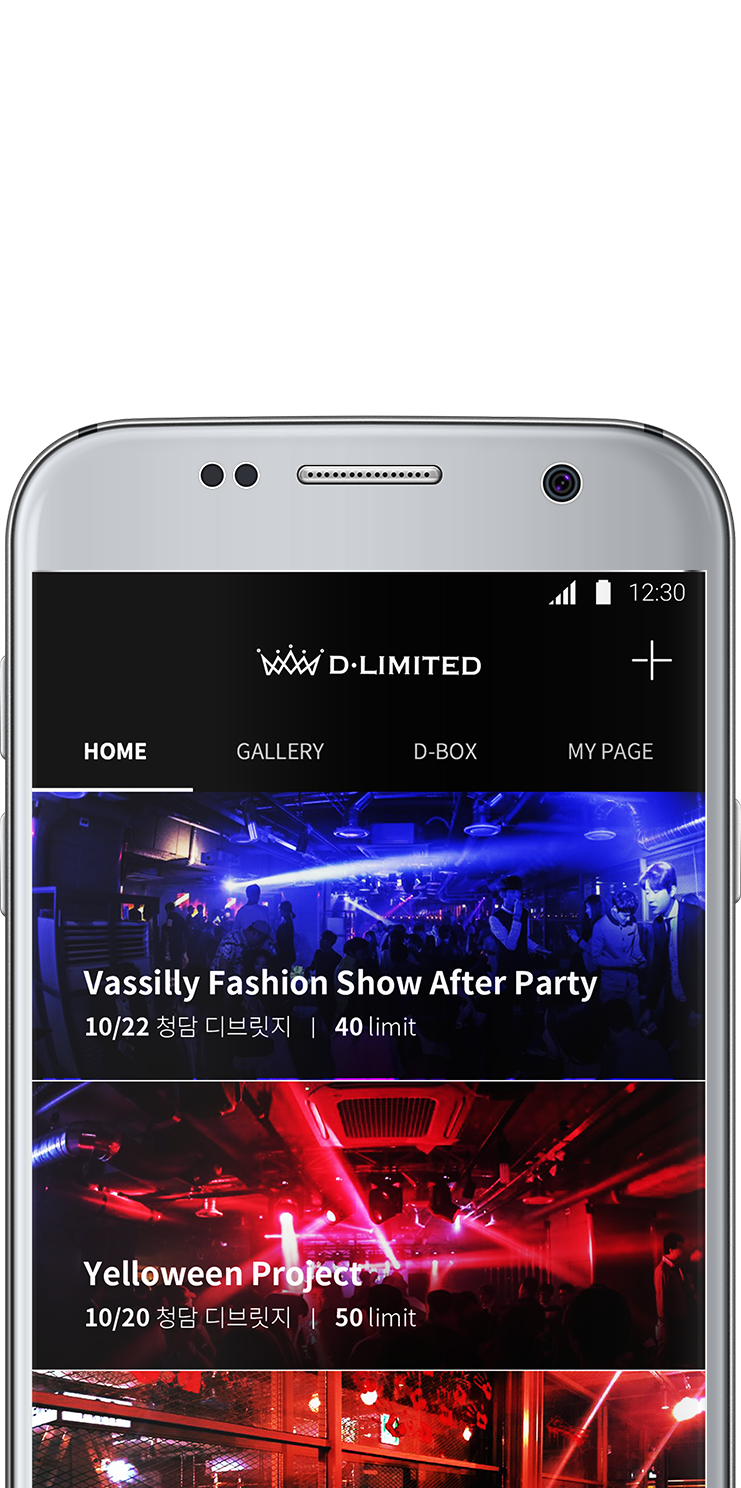 12:30
D·LIMITED
HOME GALLERY D-BOX MY PAGE
Vassilly Fashion Show After Party
10/22 청담 디브릿지 | 40 limit
Yelloween Project
10/20 청담 디브릿지 | 50 limit